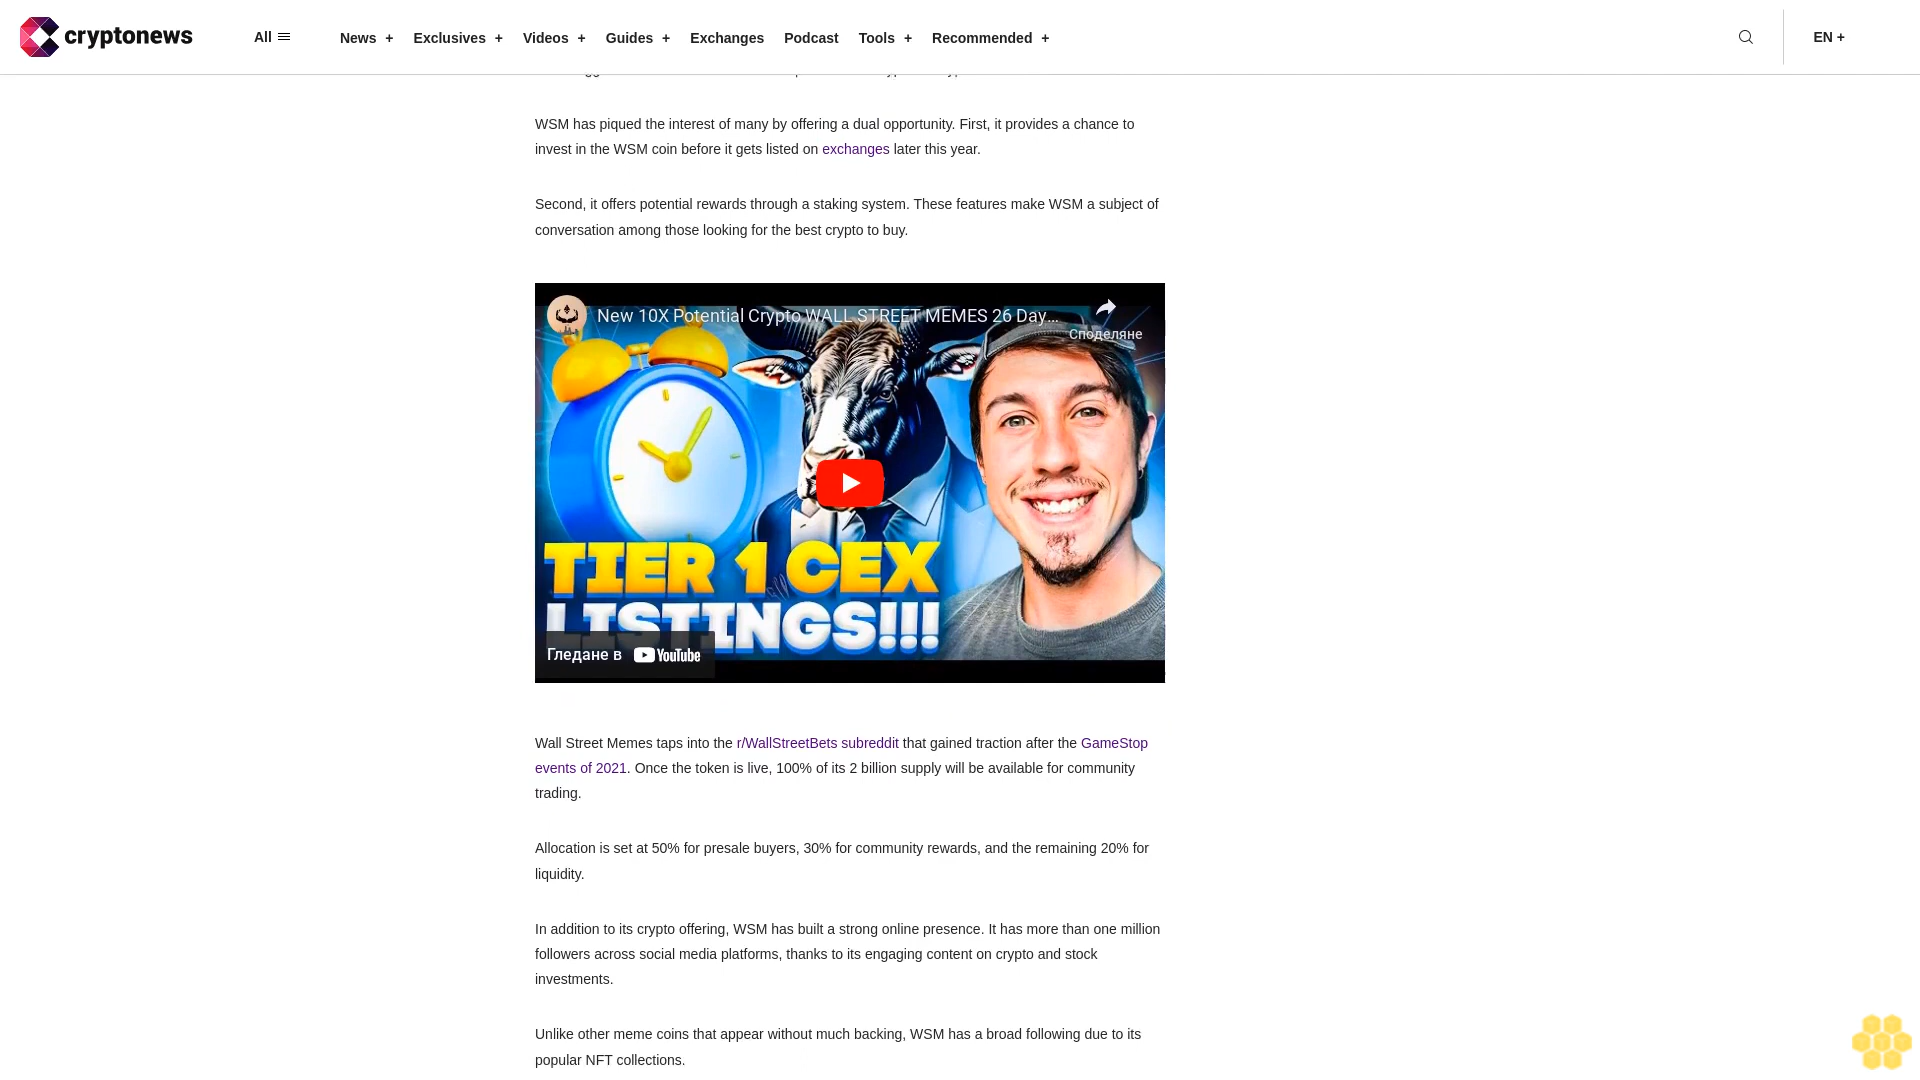 cryptonews
All
News +
Exclusives +
Videos +
Guides +
Exchanges
Podcast
Tools +
Recommended +
EN +
WSM has piqued the interest of many by offering a dual opportunity. First, it provides a chance to
invest in the WSM coin before it gets listed on exchanges later this year.
Second, it offers potential rewards through a staking system. These features make WSM a subject of
conversation among those looking for the best crypto to buy.
New 10X Potential Crypto WALL STREET MEMES 26 Day...
Споделяне
TIER 1 CEX
LISTINGS!!!
Гледане в YouTube
Wall Street Memes taps into the r/WallStreetBets subreddit that gained traction after the GameStop
events of 2021. Once the token is live, 100% of its 2 billion supply will be available for community
trading.
Allocation is set at 50% for presale buyers, 30% for community rewards, and the remaining 20% for
liquidity.
In addition to its crypto offering, WSM has built a strong online presence. It has more than one million
followers across social media platforms, thanks to its engaging content on crypto and stock
investments.
Unlike other meme coins that appear without much backing, WSM has a broad following due to its
popular NFT collections.